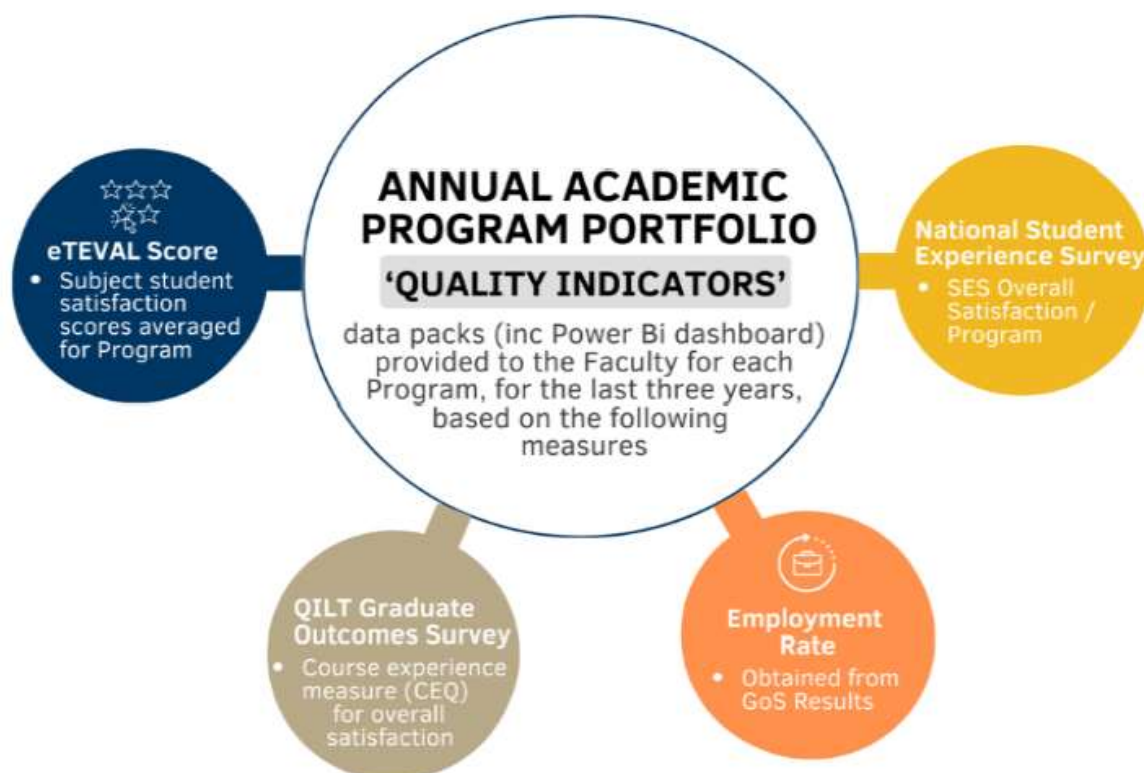 ANNUAL ACADEMIC
PROGRAM PORTFOLIO
‘QUALITY INDICATORS’
data packs (inc Power Bi dashboard)
provided to the Faculty for each
Program, for the last three years,
based on the following
measures
eTEVAL Score
• Subject student
satisfaction
scores averaged
for Program
National Student
Experience Survey
• SES Overall
Satisfaction /
Program
QILT Graduate
Outcomes Survey
• Course experience
measure (CEQ)
for overall
satisfaction
Employment
Rate
• Obtained from
GoS Results